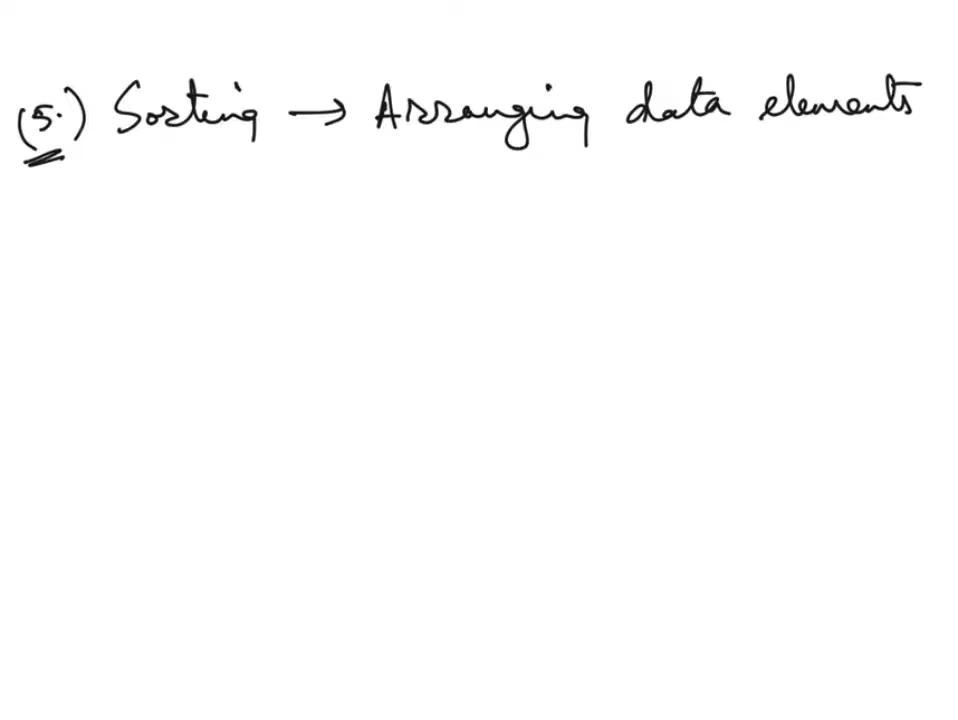 (5.) Sorting → Arranging data elements